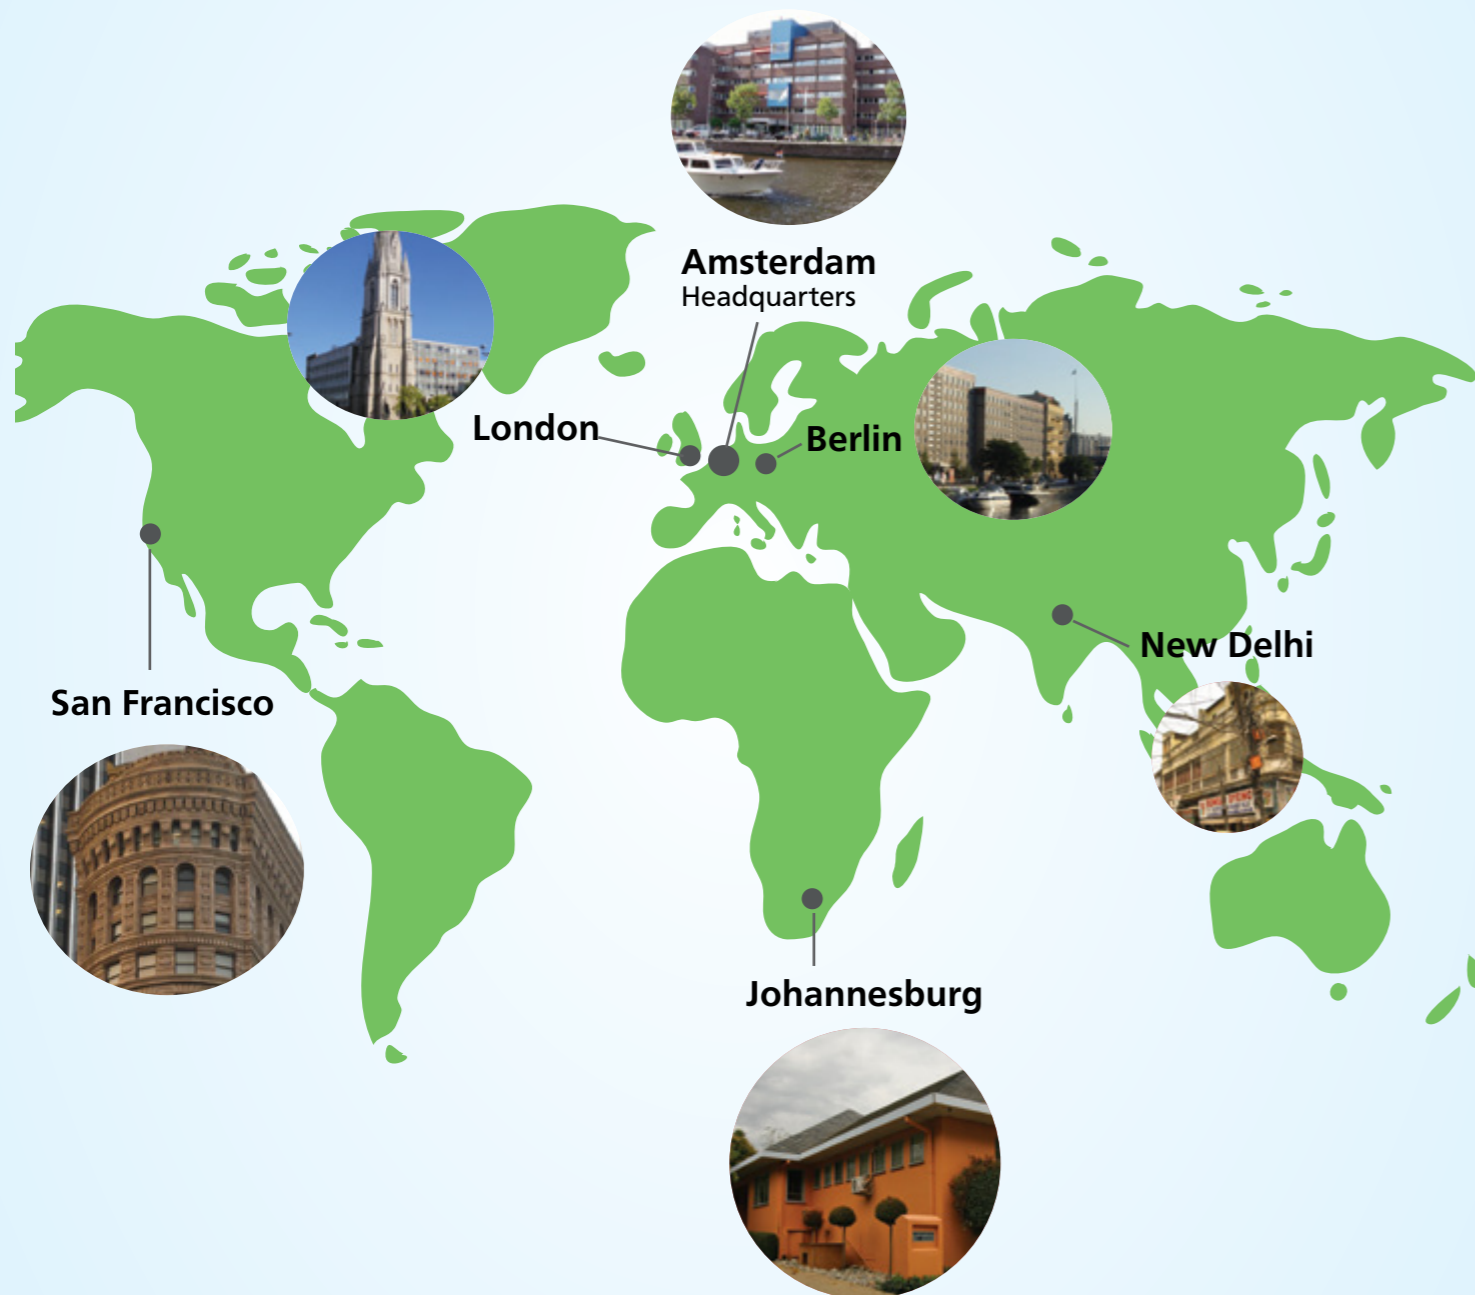 Amsterdam
Headquarters
London
Berlin
New Delhi
San Francisco
Johannesburg